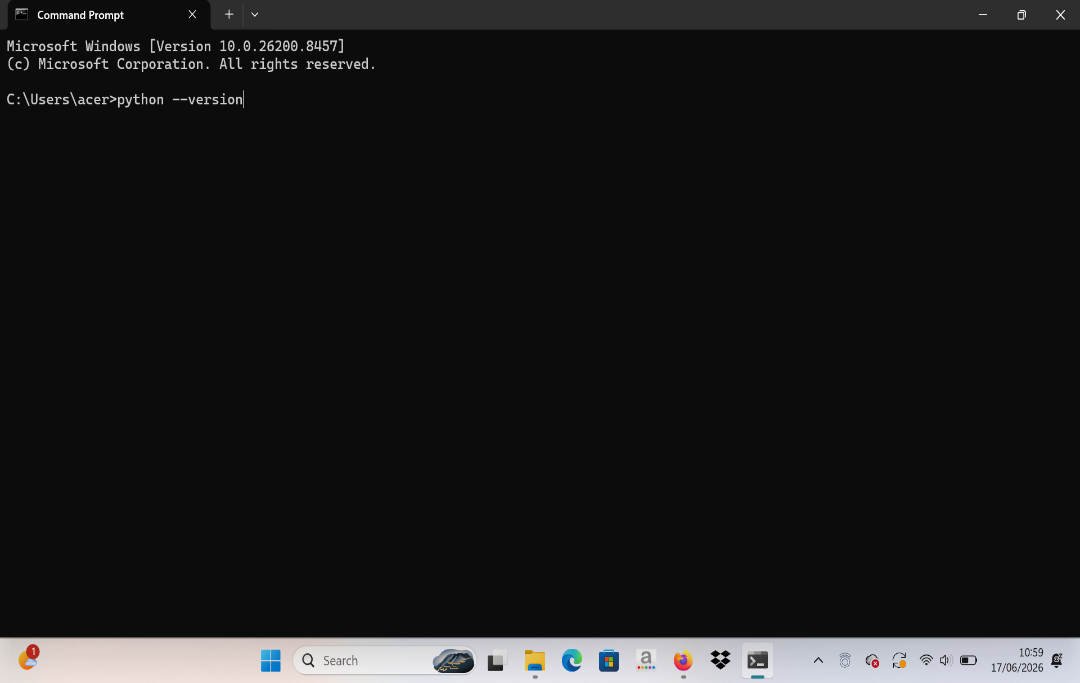 Command Prompt
Microsoft Windows [Version 10.0.26200.8457]
(c) Microsoft Corporation. All rights reserved.
C:\Users\acer>python --version
1
Search
a
10:59
17/06/2026